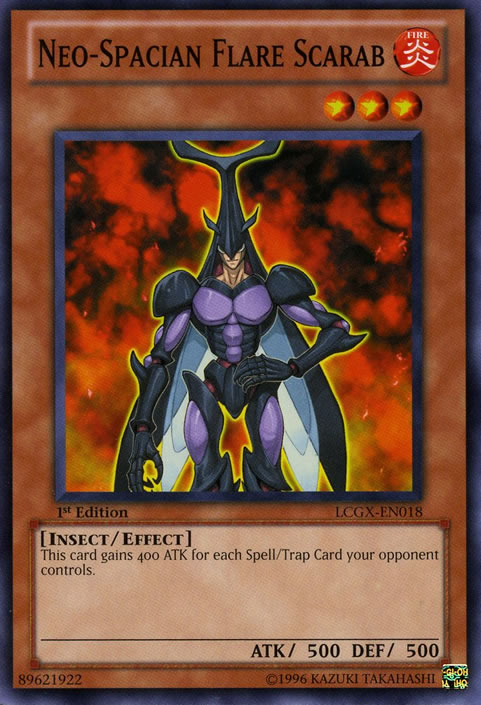 NEO-SPACIAN FLARE SCARAB
FIRE
炎
1st Edition
LCGX-EN018
[INSECT/EFFECT]
This card gains 400 ATK for each Spell/Trap Card your opponent
controls.
ATK/ 500 DEF/ 500
89621922
©1996 KAZUKI TAKAHASHI